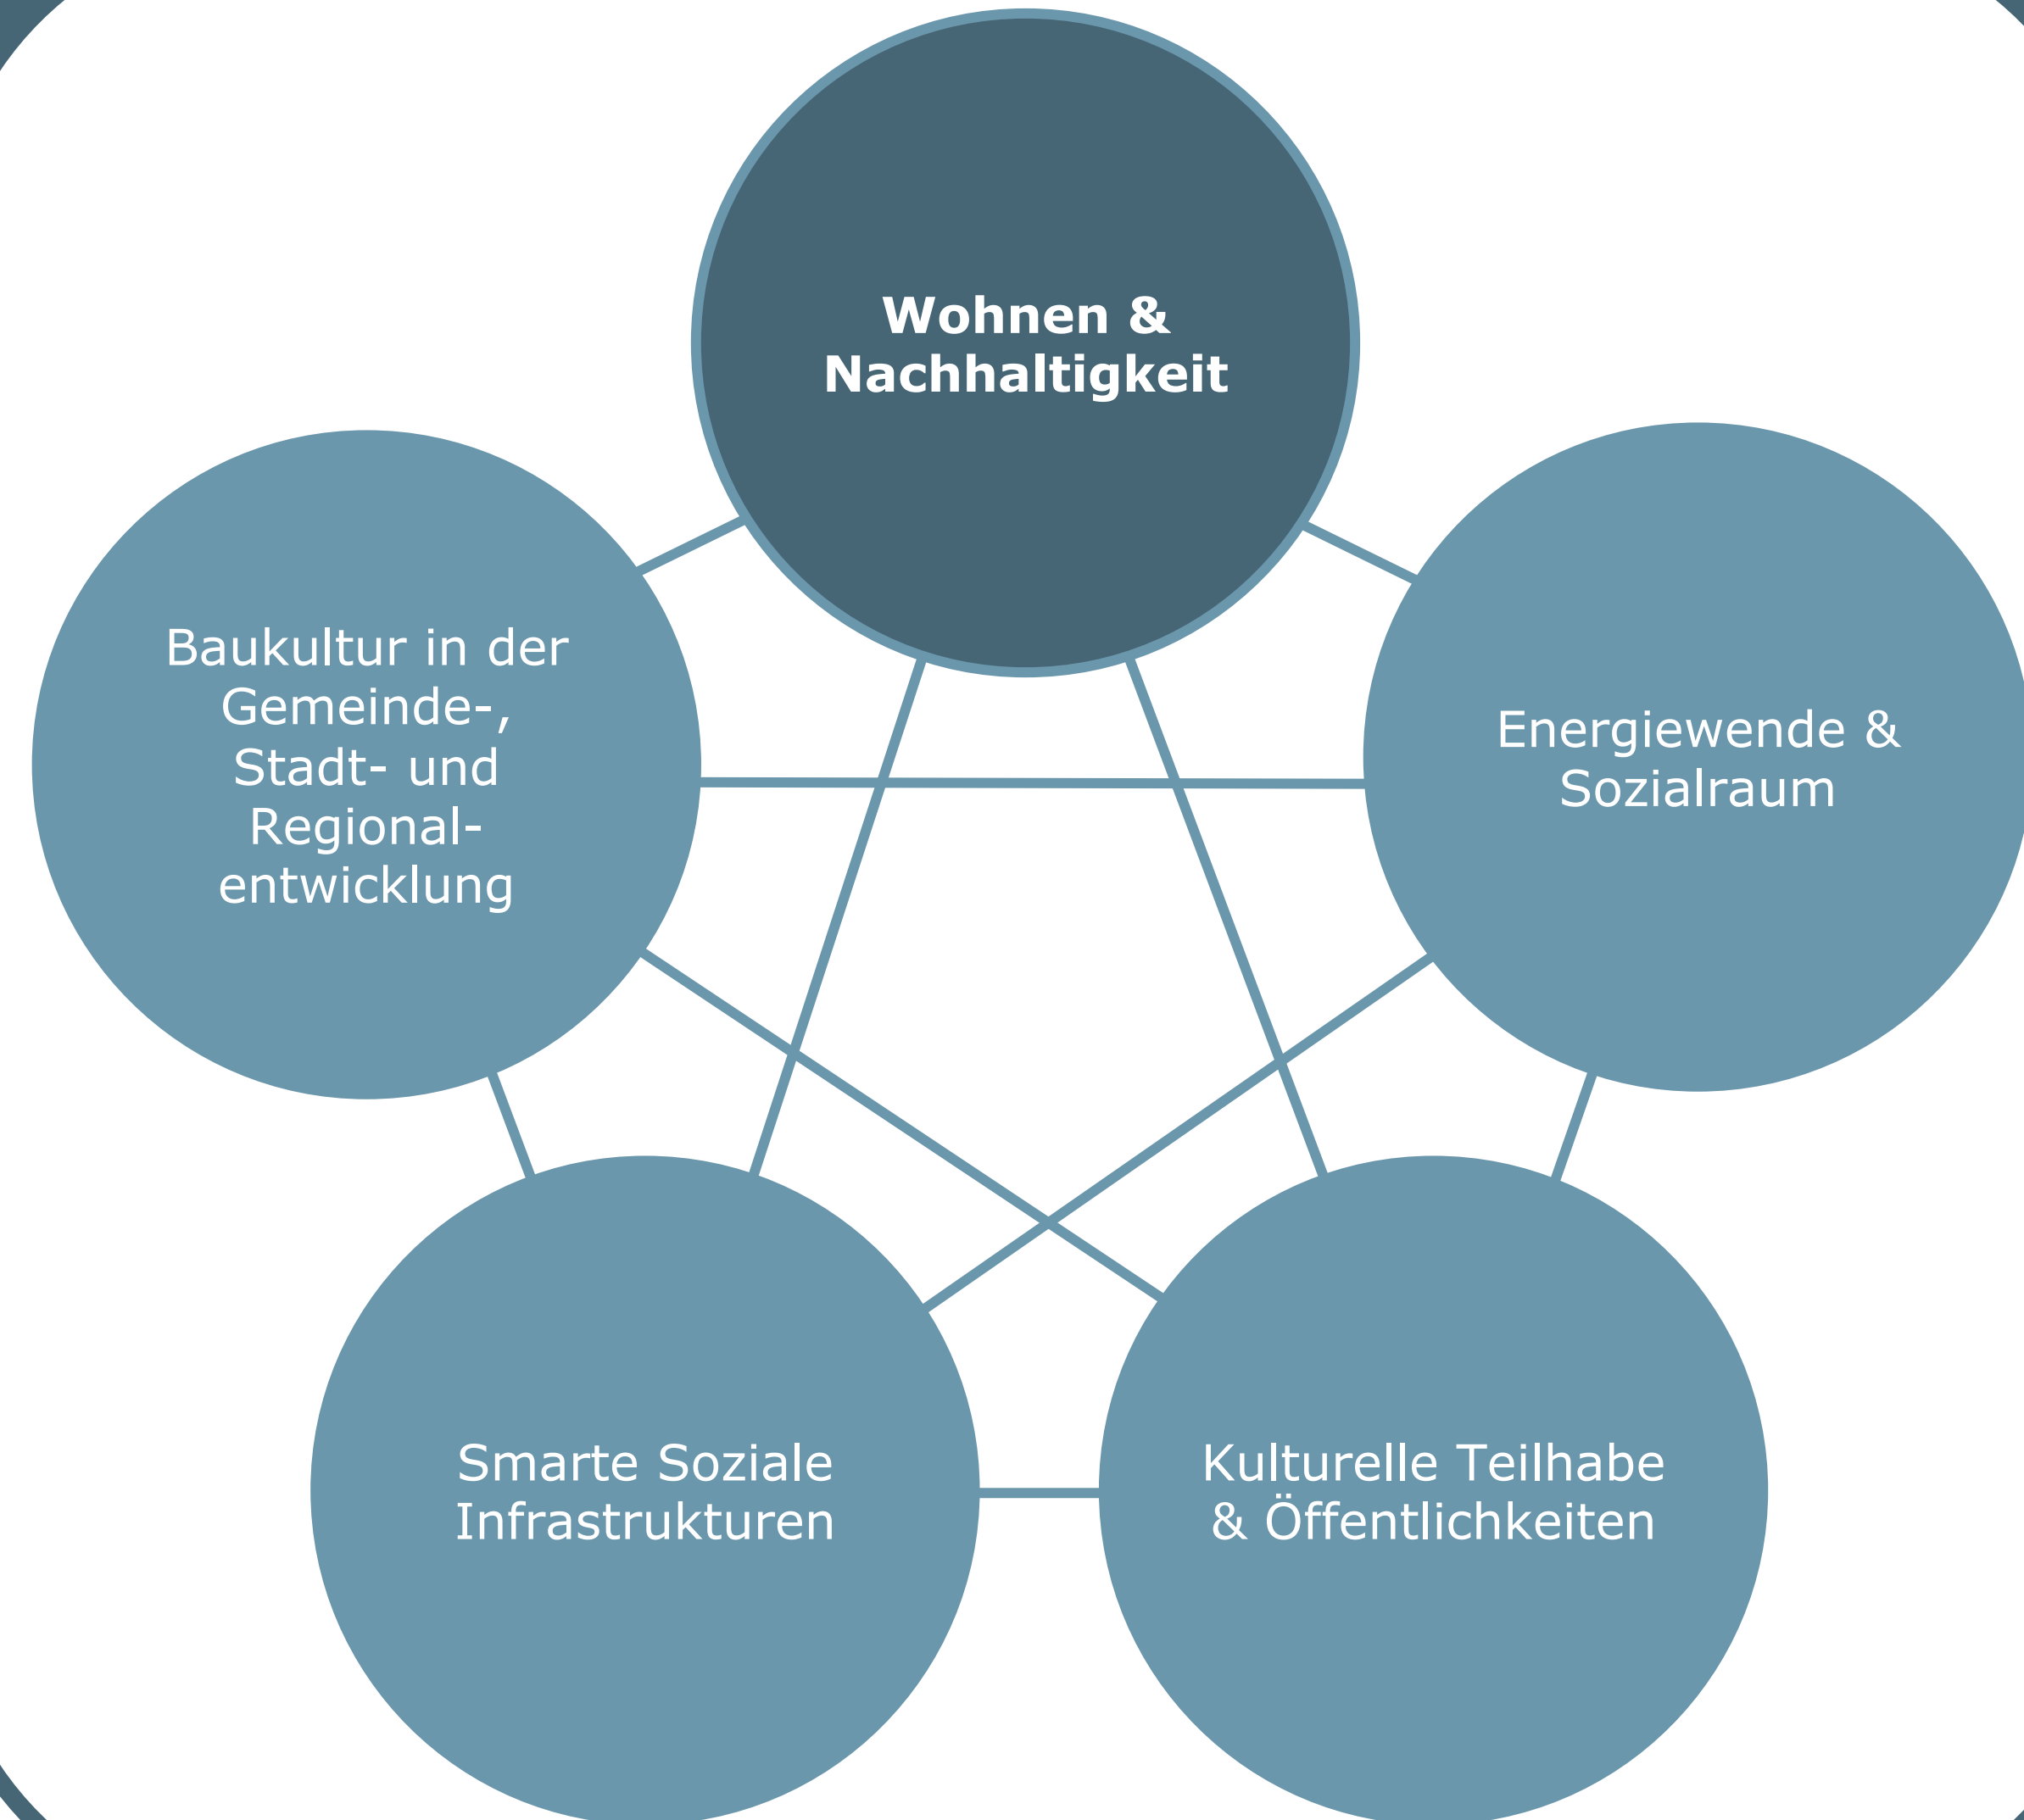 Wohnen &
Nachhaltigkeit
Baukultur in der
Gemeinde-,
Stadt- und
Regional-
entwicklung
Energiewende &
Sozialraum
Smarte Soziale
Infrastrukturen
Kulturelle Teilhabe
& Öffentlichkeiten